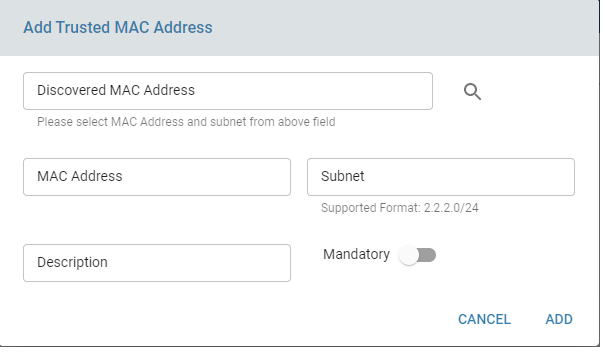 Add Trusted MAC Address
Discovered MAC Address
Please select MAC Address and subnet from above field
MAC Address
Subnet
Supported Format: 2.2.2.0/24
Description
Mandatory
CANCEL
ADD